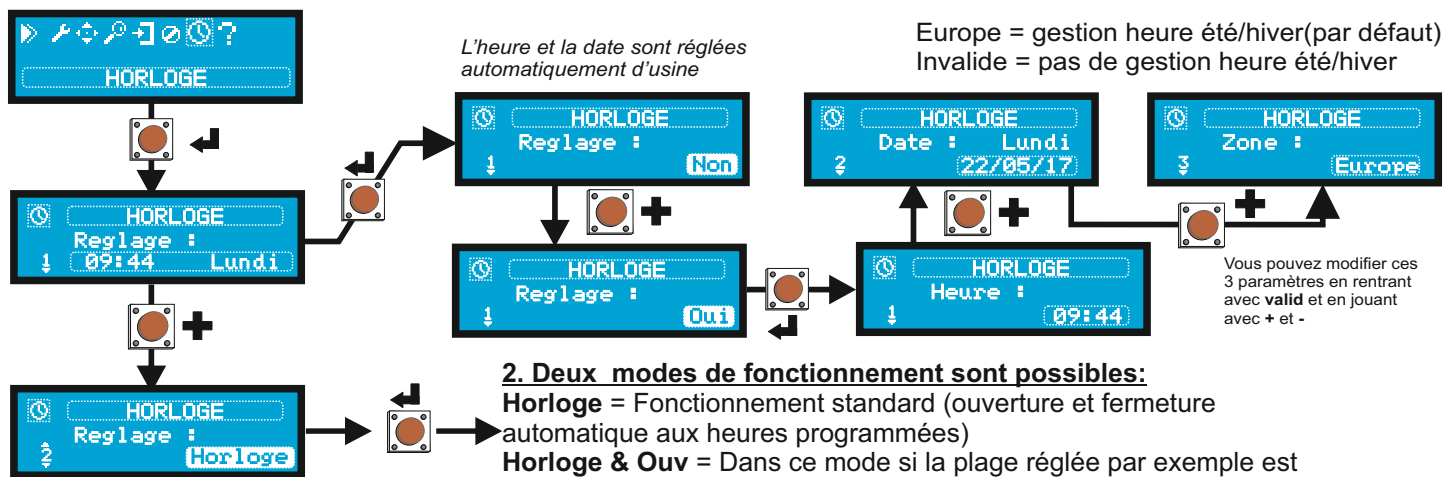 HORLOGE
L'heure et la date sont réglées
automatiquement d'usine
Europe = gestion heure été/hiver(par défaut)
Invalide = pas de gestion heure été/hiver
HORLOGE
Reglage :
1 Non
HORLOGE
Date : Lundi
2 22/05/17
HORLOGE
Zone :
3 Europe
HORLOGE
Reglage :
1 09:44 Lundi
HORLOGE
Reglage :
1 Oui
HORLOGE
Heure :
1 09:44
Vous pouvez modifier ces
3 paramètres en rentrant
avec valid et en jouant
avec + et -
HORLOGE
Reglage :
2 Horloge
2. Deux modes de fonctionnement sont possibles:
Horloge = Fonctionnement standard (ouverture et fermeture
automatique aux heures programmées)
Horloge & Ouv = Dans ce mode si la plage réglée par exemple est